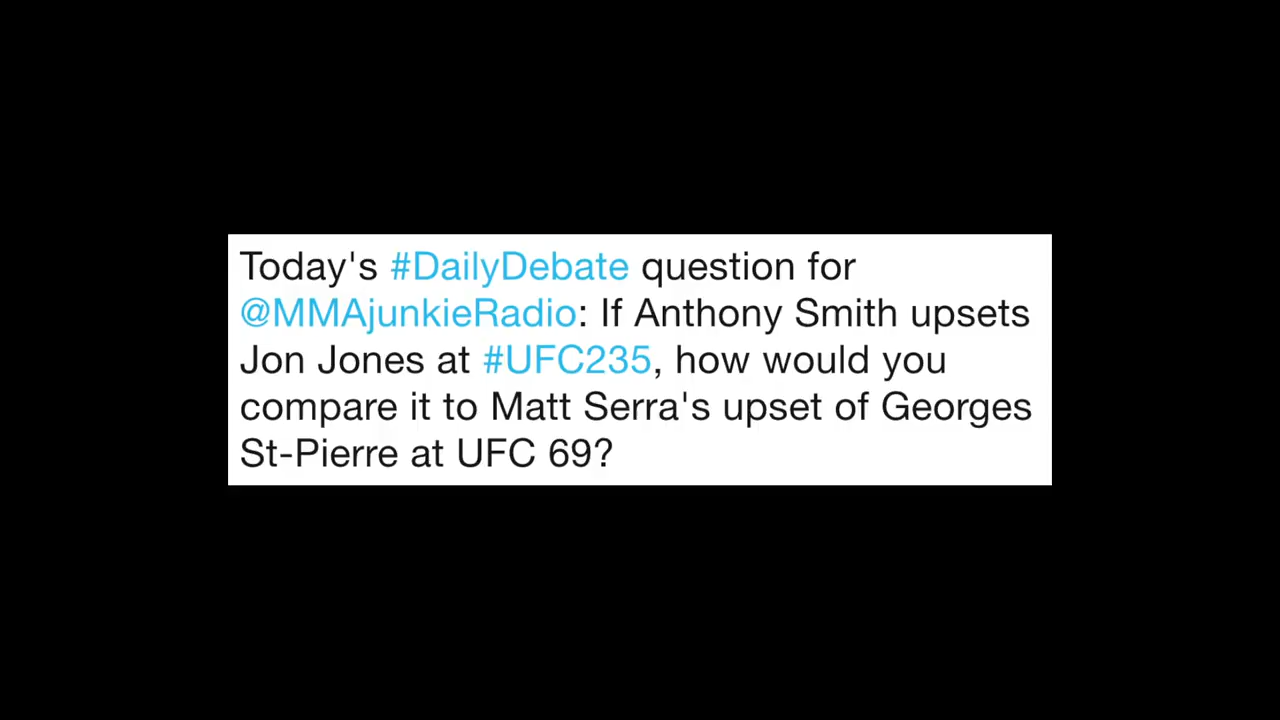 Today's #DailyDebate question for
@MMAjunkieRadio: If Anthony Smith upsets
Jon Jones at #UFC235, how would you
compare it to Matt Serra's upset of Georges
St-Pierre at UFC 69?